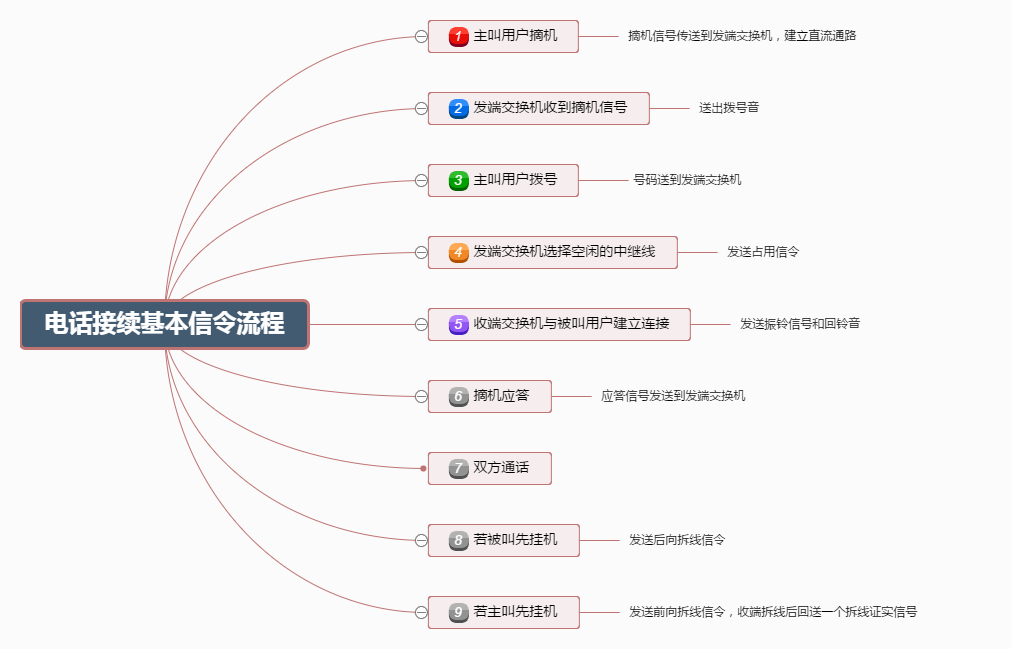 电话接续基本信令流程
1 主叫用户摘机
摘机信号传送到发端交换机，建立直流通路
2 发端交换机收到摘机信号
送出拨号音
3 主叫用户拨号
号码送到发端交换机
4 发端交换机选择空闲的中继线
发送占用信令
5 收端交换机与被叫用户建立连接
发送振铃信号和回铃音
6 摘机应答
应答信号发送到发端交换机
7 双方通话
8 若被叫先挂机
发送后向拆线信令
9 若主叫先挂机
发送前向拆线信令，收端拆线后回送一个拆线证实信号